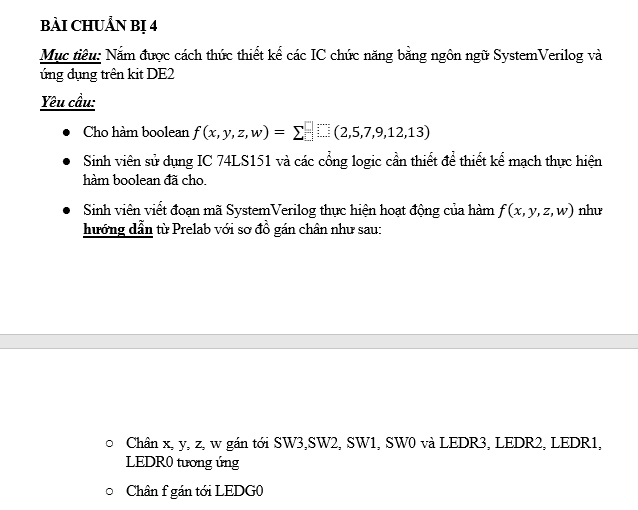 BÀI CHUẨN BỊ 4
Mục tiêu: Nắm được cách thức thiết kế các IC chức năng bằng ngôn ngữ SystemVerilog và
ứng dụng trên kit DE2
Yêu cầu:
● Cho hàm boolean f(x, y, z, w) = ∑ (2,5,7,9,12,13)
● Sinh viên sử dụng IC 74LS151 và các cổng logic cần thiết để thiết kế mạch thực hiện
hàm boolean đã cho.
● Sinh viên viết đoạn mã SystemVerilog thực hiện hoạt động của hàm f(x, y, z, w) như
hướng dẫn từ Prelab với sơ đồ gán chân như sau:
○ Chân x, y, z, w gán tới SW3,SW2, SW1, SW0 và LEDR3, LEDR2, LEDR1,
LEDR0 tương ứng
○ Chân f gán tới LEDG0